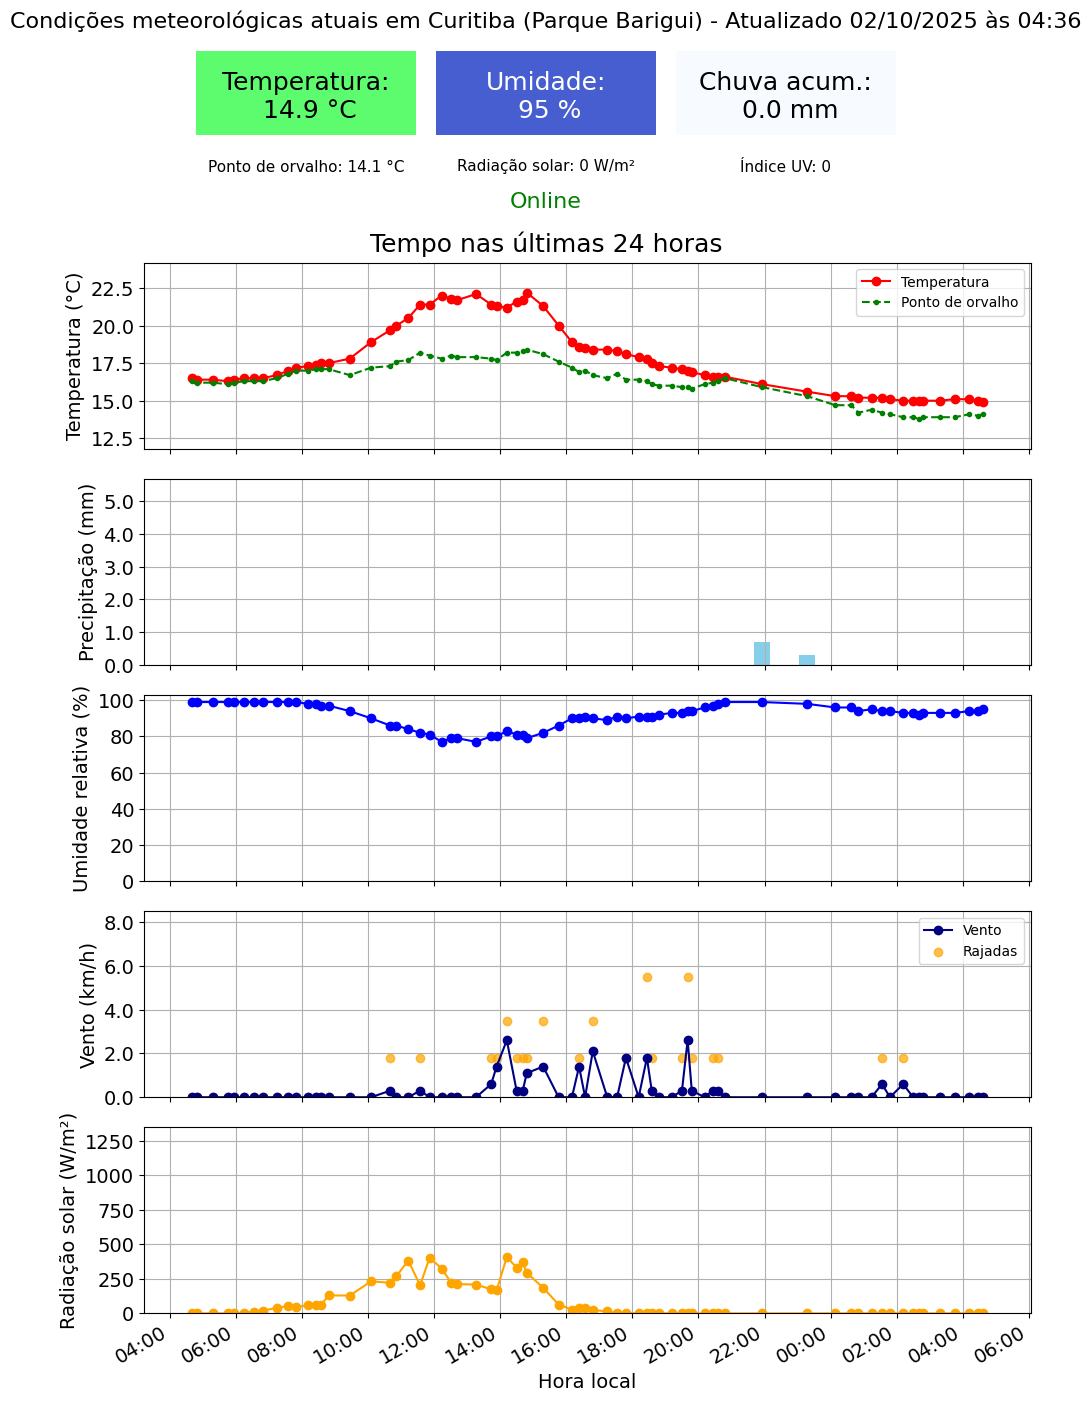 Condições meteorológicas atuais em Curitiba (Parque Barigui) - Atualizado 02/10/2025 às 04:36
Temperatura:
14.9 °C
Umidade:
95 %
Chuva acum.:
0.0 mm
Ponto de orvalho: 14.1 °C
Radiação solar: 0 W/m²
Índice UV: 0
Online
Tempo nas últimas 24 horas
Temperatura (°C)
22.5
20.0
17.5
15.0
12.5
Temperatura
Ponto de orvalho
Precipitação (mm)
5.0
4.0
3.0
2.0
1.0
0.0
Umidade relativa (%)
100
80
60
40
20
0
Vento (km/h)
8.0
6.0
4.0
2.0
0.0
Vento
Rajadas
Radiação solar (W/m²)
1250
1000
750
500
250
0
04:00
06:00
08:00
10:00
12:00
14:00
16:00
18:00
20:00
22:00
00:00
02:00
04:00
06:00
Hora local